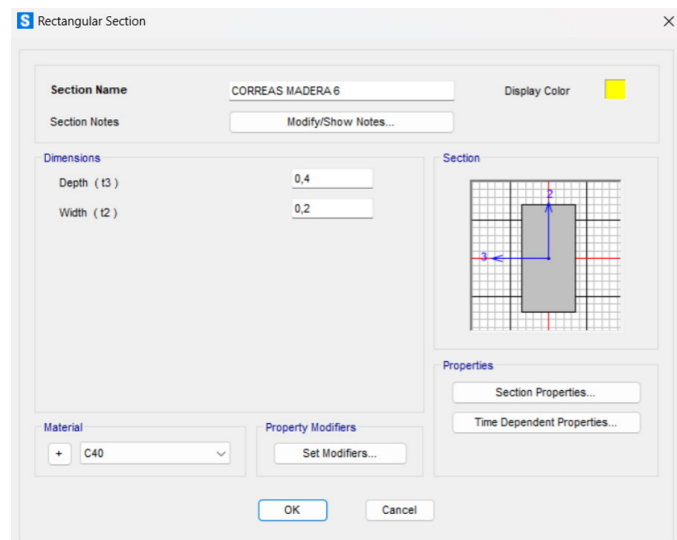 S Rectangular Section
Section Name CORREAS MADERA 6 Display Color
Section Notes Modify/Show Notes...
Dimensions
Depth ( t3 ) 0,4
Width ( t2 ) 0,2
Section
2
3
Properties
Section Properties...
Time Dependent Properties...
Material
+ C40
Property Modifiers
Set Modifiers...
OK Cancel